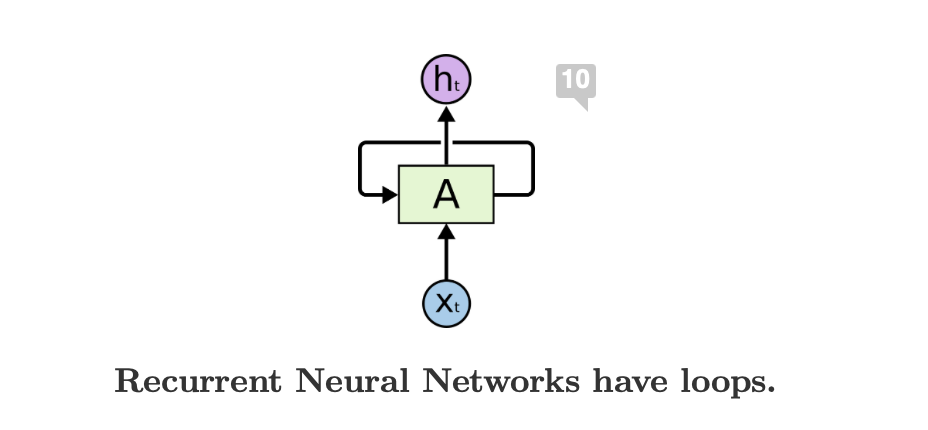 hₜ
10
A
xₜ
Recurrent Neural Networks have loops.